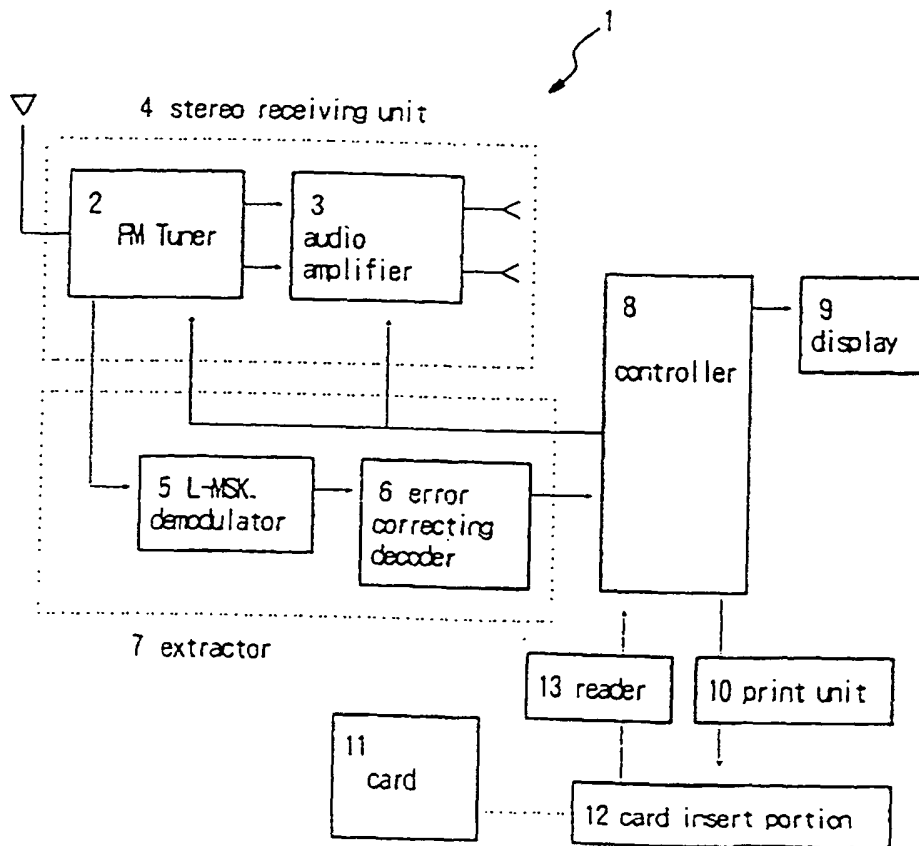 1
4 stereo receiving unit
2
FM Tuner
3
audio
amplifier
8
controller
9
display
5 L-MSK
demodulator
6 error
correcting
decoder
7 extractor
13 reader
10 print unit
11
card
12 card insert portion